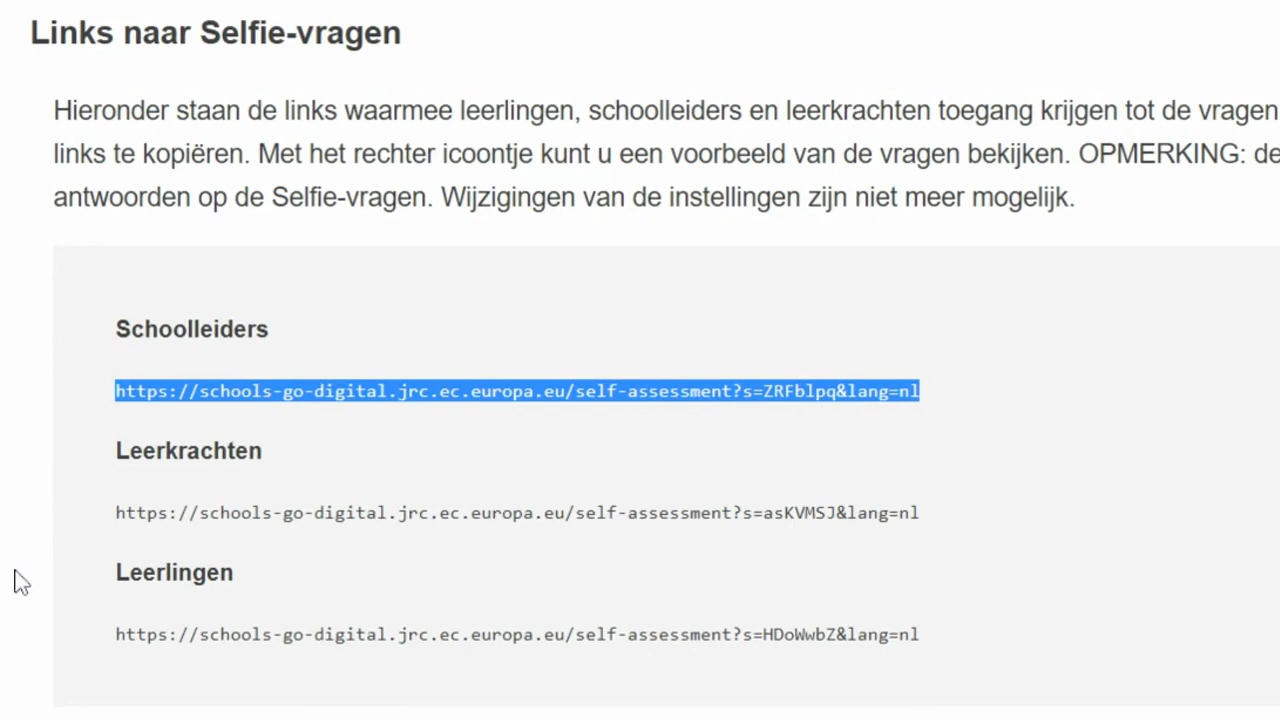 Links naar Selfie-vragen
Hieronder staan de links waarmee leerlingen, schoolleiders en leerkrachten toegang krijgen tot de vragen
links te kopiëren. Met het rechter icoontje kunt u een voorbeeld van de vragen bekijken. OPMERKING: de
antwoorden op de Selfie-vragen. Wijzigingen van de instellingen zijn niet meer mogelijk.
Schoolleiders
https://schools-go-digital.jrc.ec.europa.eu/self-assessment?s=ZRFblpq&lang=nl
Leerkrachten
https://schools-go-digital.jrc.ec.europa.eu/self-assessment?s=asKVMSJ&lang=nl
Leerlingen
https://schools-go-digital.jrc.ec.europa.eu/self-assessment?s=HDoWwbZ&lang=nl